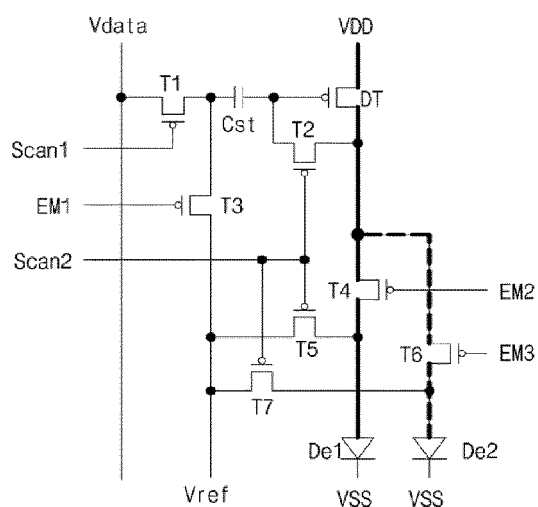 Vdata
VDD
T1
DT
Cst
T2
Scan1
EM1
T3
Scan2
T4
EM2
T5
T6
EM3
T7
De1
De2
Vref
VSS
VSS